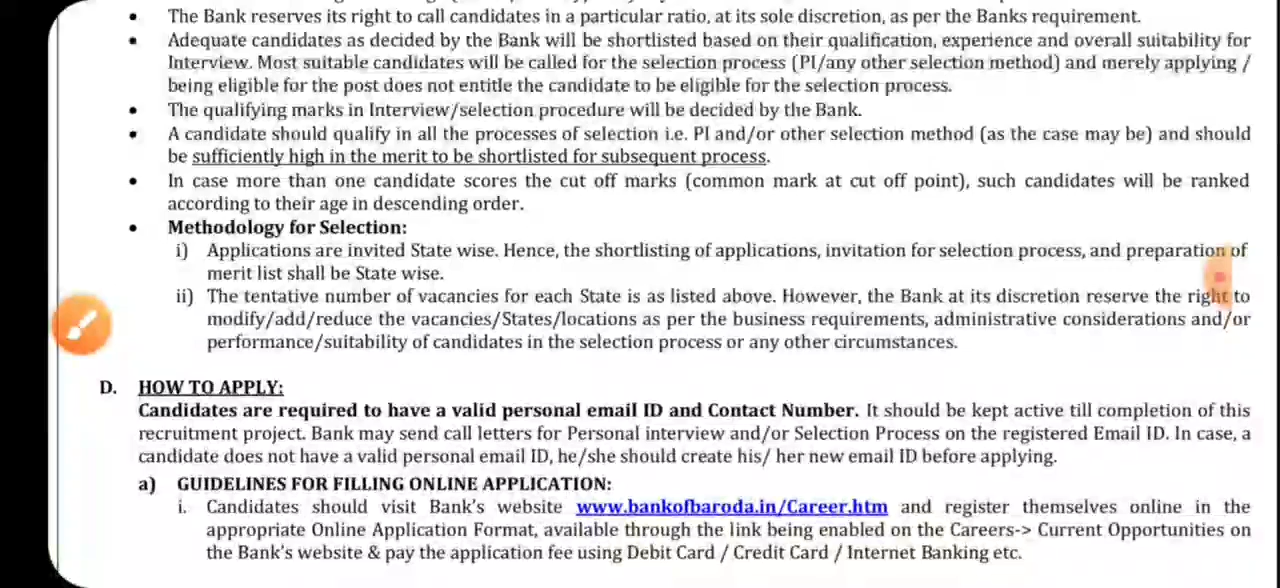 • The Bank reserves its right to call candidates in a particular ratio, at its sole discretion, as per the Banks requirement.
• Adequate candidates as decided by the Bank will be shortlisted based on their qualification, experience and overall suitability for
Interview. Most suitable candidates will be called for the selection process (PI/any other selection method) and merely applying /
being eligible for the post does not entitle the candidate to be eligible for the selection process.
• The qualifying marks in Interview/selection procedure will be decided by the Bank.
• A candidate should qualify in all the processes of selection i.e. PI and/or other selection method (as the case may be) and should
be sufficiently high in the merit to be shortlisted for subsequent process.
• In case more than one candidate scores the cut off marks (common mark at cut off point), such candidates will be ranked
according to their age in descending order.
• Methodology for Selection:
i) Applications are invited State wise. Hence, the shortlisting of applications, invitation for selection process, and preparation of
merit list shall be State wise.
ii) The tentative number of vacancies for each State is as listed above. However, the Bank at its discretion reserve the right to
modify/add/reduce the vacancies/States/locations as per the business requirements, administrative considerations and/or
performance/suitability of candidates in the selection process or any other circumstances.
D. HOW TO APPLY:
Candidates are required to have a valid personal email ID and Contact Number. It should be kept active till completion of this
recruitment project. Bank may send call letters for Personal interview and/or Selection Process on the registered Email ID. In case, a
candidate does not have a valid personal email ID, he/she should create his/ her new email ID before applying.
a) GUIDELINES FOR FILLING ONLINE APPLICATION:
i. Candidates should visit Bank's website www.bankofbaroda.in/Career.htm and register themselves online in the
appropriate Online Application Format, available through the link being enabled on the Careers-> Current Opportunities on
the Bank's website & pay the application fee using Debit Card / Credit Card / Internet Banking etc.